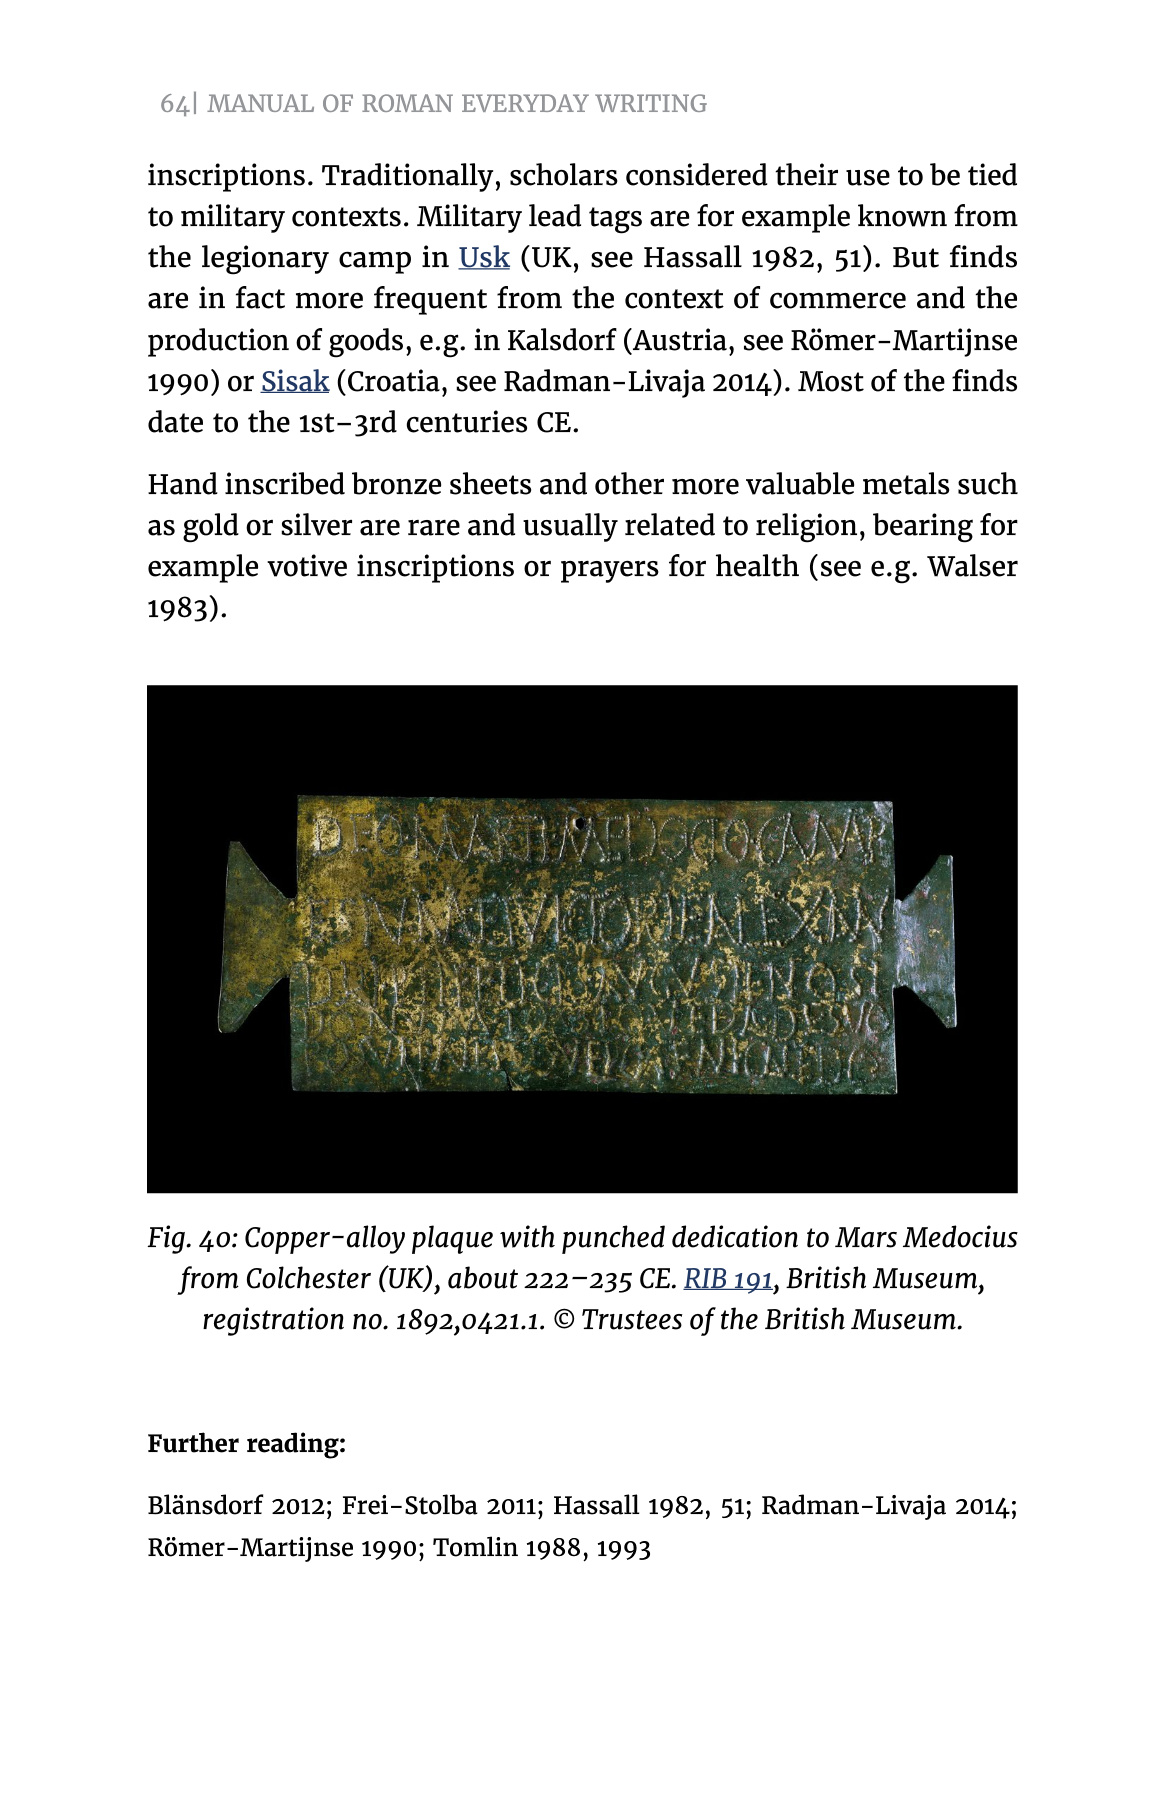 64| MANUAL OF ROMAN EVERYDAY WRITING
inscriptions. Traditionally, scholars considered their use to be tied
to military contexts. Military lead tags are for example known from
the legionary camp in Usk (UK, see Hassall 1982, 51). But finds
are in fact more frequent from the context of commerce and the
production of goods, e.g. in Kalsdorf (Austria, see Römer-Martijnse
1990) or Sisak (Croatia, see Radman-Livaja 2014). Most of the finds
date to the 1st–3rd centuries CE.
Hand inscribed bronze sheets and other more valuable metals such
as gold or silver are rare and usually related to religion, bearing for
example votive inscriptions or prayers for health (see e.g. Walser
1983).
DEO MARTI MEDOCIO CAMP
Fig. 40: Copper-alloy plaque with punched dedication to Mars Medocius
from Colchester (UK), about 222–235 CE. RIB 191, British Museum,
registration no. 1892,0421.1. © Trustees of the British Museum.
Further reading:
Blänsdorf 2012; Frei-Stolba 2011; Hassall 1982, 51; Radman-Livaja 2014;
Römer-Martijnse 1990; Tomlin 1988, 1993